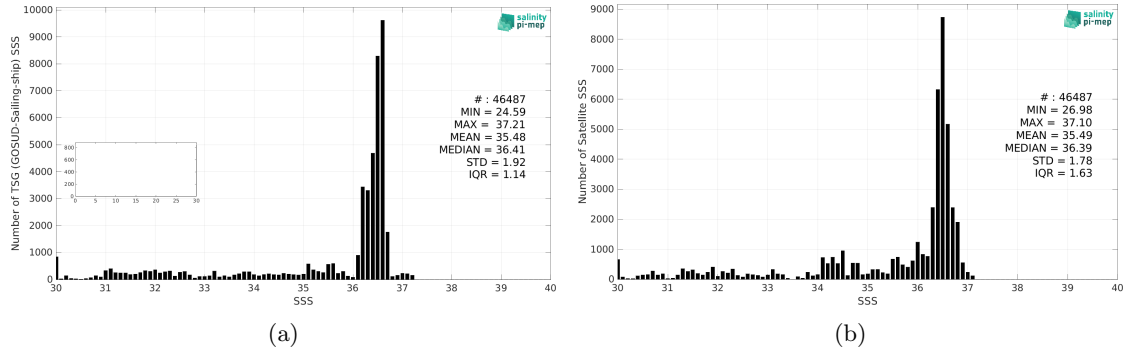 10000
9000
8000
7000
6000
5000
4000
3000
2000
1000
0
Number of TSG (GOSUD-Sailing-ship) SSS
salinity
pi-mep
# : 46487
MIN = 24.59
MAX = 37.21
MEAN = 35.48
MEDIAN = 36.41
STD = 1.92
IQR = 1.14
800
600
400
200
0
0 5 10 15 20 25 30
30 31 32 33 34 35 36 37 38 39 40
SSS
(a)
9000
8000
7000
6000
5000
4000
3000
2000
1000
0
Number of Satellite SSS
salinity
pi-mep
# : 46487
MIN = 26.98
MAX = 37.10
MEAN = 35.49
MEDIAN = 36.39
STD = 1.78
IQR = 1.63
30 31 32 33 34 35 36 37 38 39 40
SSS
(b)